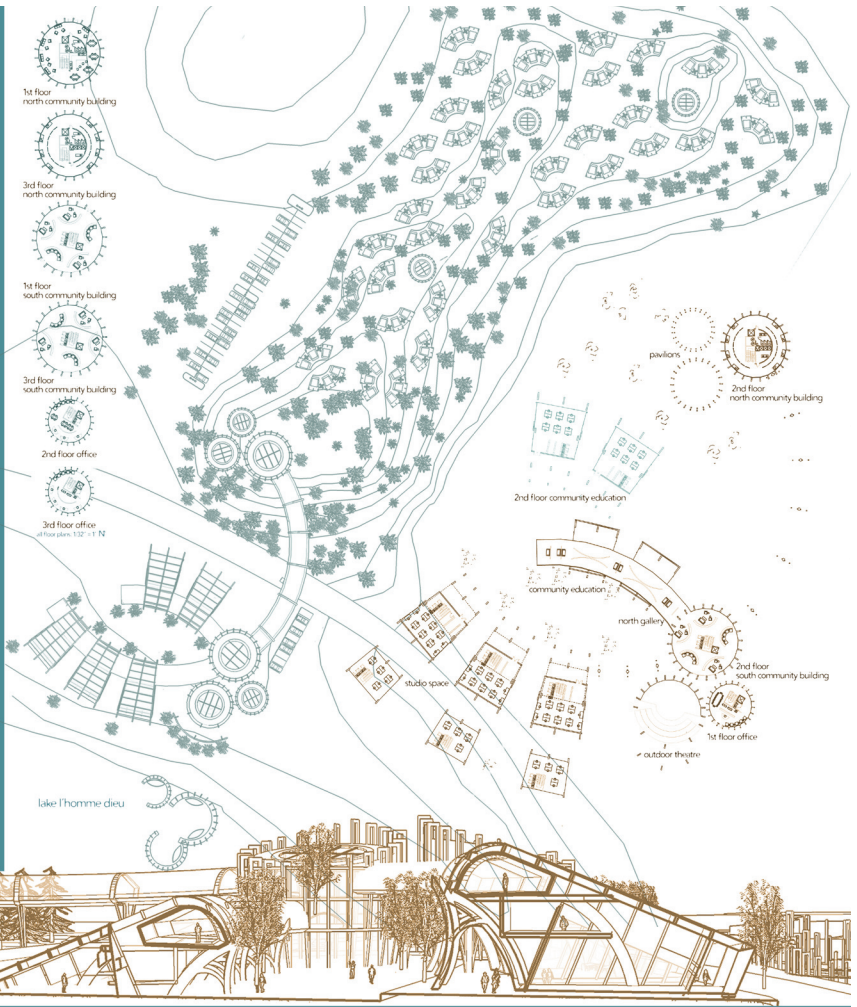 1st floor
north community building
3rd floor
north community building
1st floor
south community building
3rd floor
south community building
2nd floor office
3rd floor office
all floor plans: 1:32" = 1' N
pavilions
2nd floor
north community building
2nd floor community education
community education
north gallery
2nd floor
south community building
studio space
1st floor office
outdoor theatre
lake l'homme dieu